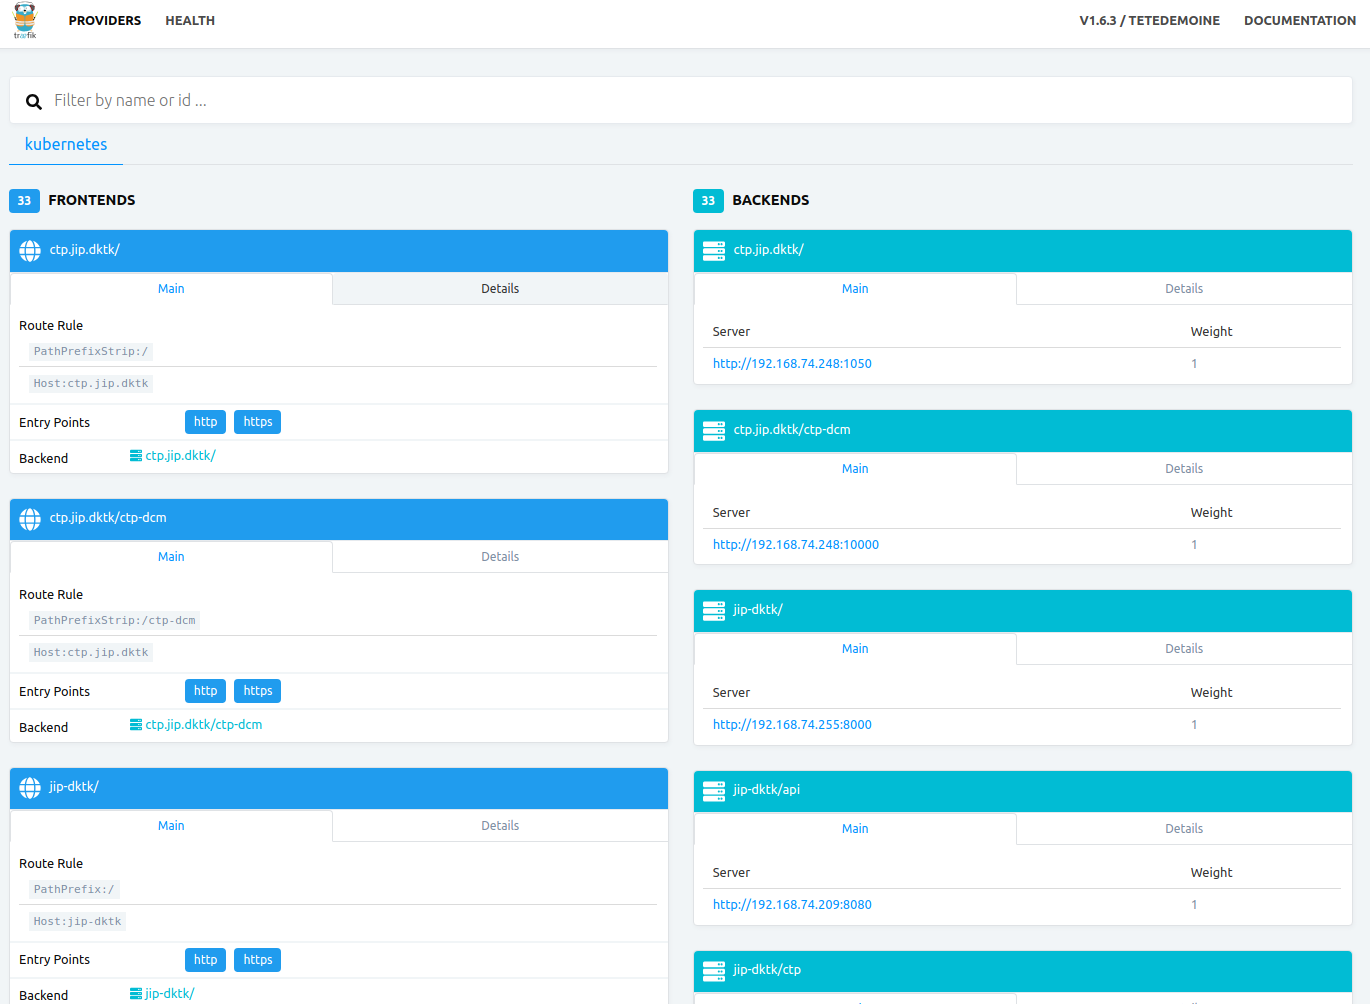 træfik
PROVIDERS
HEALTH
V1.6.3 / TETEDEMOINE
DOCUMENTATION
Filter by name or id ...
kubernetes
33 FRONTENDS
ctp.jip.dktk/
Main
Details
Route Rule
PathPrefixStrip:/
Host:ctp.jip.dktk
Entry Points
http
https
Backend
ctp.jip.dktk/
ctp.jip.dktk/ctp-dcm
Main
Details
Route Rule
PathPrefixStrip:/ctp-dcm
Host:ctp.jip.dktk
Entry Points
http
https
Backend
ctp.jip.dktk/ctp-dcm
jip-dktk/
Main
Details
Route Rule
PathPrefix:/
Host:jip-dktk
Entry Points
http
https
Backend
jip-dktk/
33 BACKENDS
ctp.jip.dktk/
Main
Details
Server
Weight
http://192.168.74.248:1050
1
ctp.jip.dktk/ctp-dcm
Main
Details
Server
Weight
http://192.168.74.248:10000
1
jip-dktk/
Main
Details
Server
Weight
http://192.168.74.255:8000
1
jip-dktk/api
Main
Details
Server
Weight
http://192.168.74.209:8080
1
jip-dktk/ctp